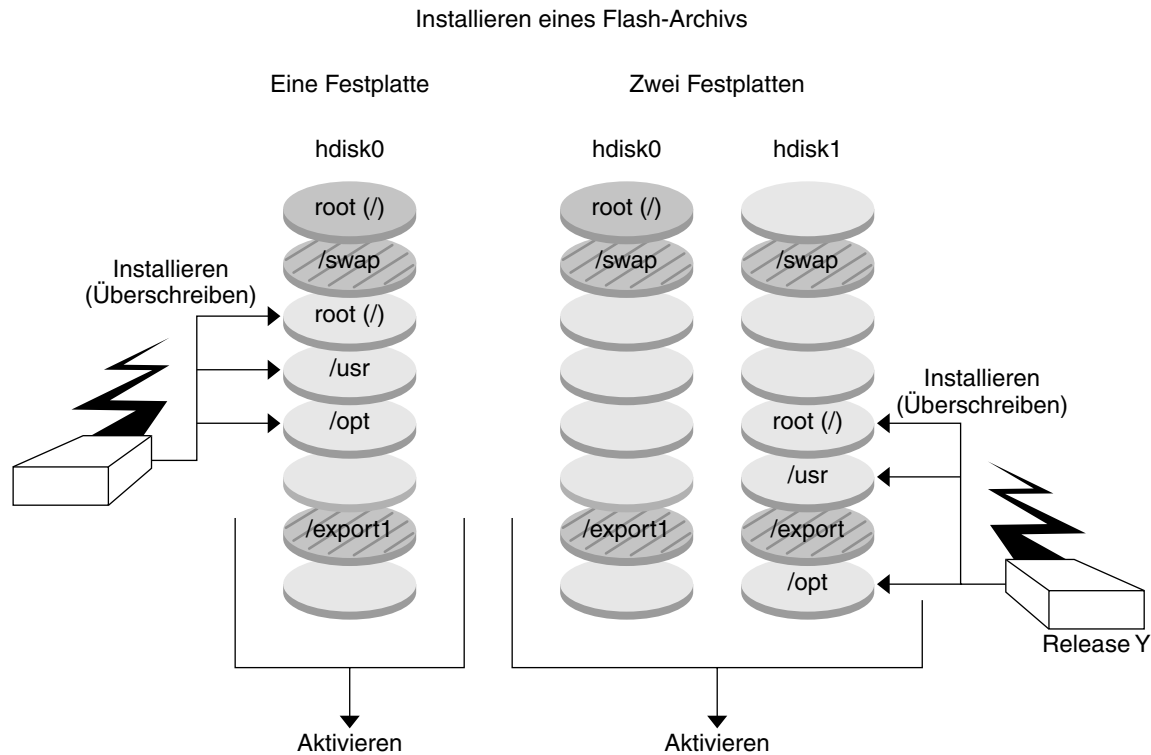 Installieren eines Flash-Archivs
Eine Festplatte
hdisk0
root (/)
/swap
Installieren
(Überschreiben)
root (/)
/usr
/opt
/export1
Aktivieren
Zwei Festplatten
hdisk0
root (/)
/swap
/export1
hdisk1
/swap
root (/)
/usr
/export
/opt
Installieren
(Überschreiben)
Release Y
Aktivieren